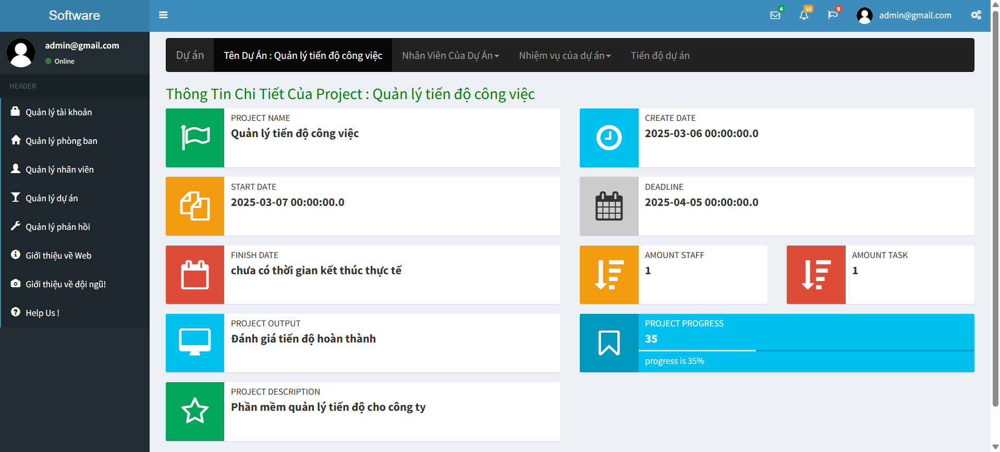 Software
4
10
9
admin@gmail.com
admin@gmail.com
Online
HEADER
Quản lý tài khoản
Quản lý phòng ban
Quản lý nhân viên
Quản lý dự án
Quản lý phản hồi
Giới thiệu về Web
Giới thiệu về đội ngũ!
Help Us !
Dự án
Tên Dự Án : Quản lý tiến độ công việc
Nhân Viên Của Dự Án
Nhiệm vụ của dự án
Tiến độ dự án
Thông Tin Chi Tiết Của Project : Quản lý tiến độ công việc
PROJECT NAME
Quản lý tiến độ công việc
CREATE DATE
2025-03-06 00:00:00.0
START DATE
2025-03-07 00:00:00.0
DEADLINE
2025-04-05 00:00:00.0
FINISH DATE
chưa có thời gian kết thúc thực tế
AMOUNT STAFF
1
AMOUNT TASK
1
PROJECT OUTPUT
Đánh giá tiến độ hoàn thành
PROJECT PROGRESS
35
progress is 35%
PROJECT DESCRIPTION
Phần mềm quản lý tiến độ cho công ty